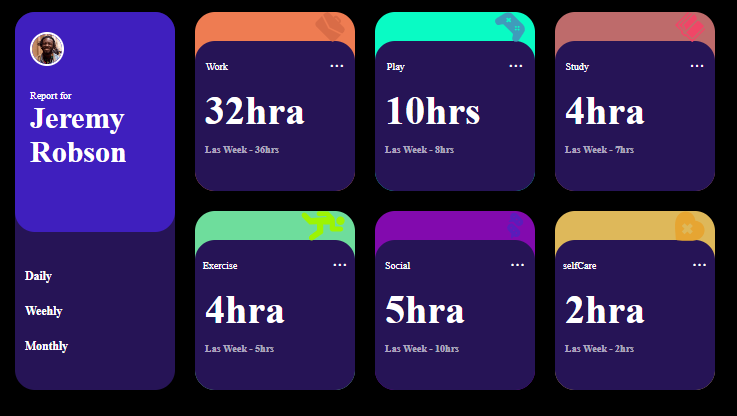 Report for
Jeremy
Robson
Daily
Weekly
Monthly
Work
32hra
Las Week - 36hrs
Play
10hrs
Las Week - 8hrs
Study
4hra
Las Week - 7hrs
Exercise
4hra
Las Week - 5hrs
Social
5hra
Las Week - 10hrs
selfCare
2hra
Las Week - 2hrs